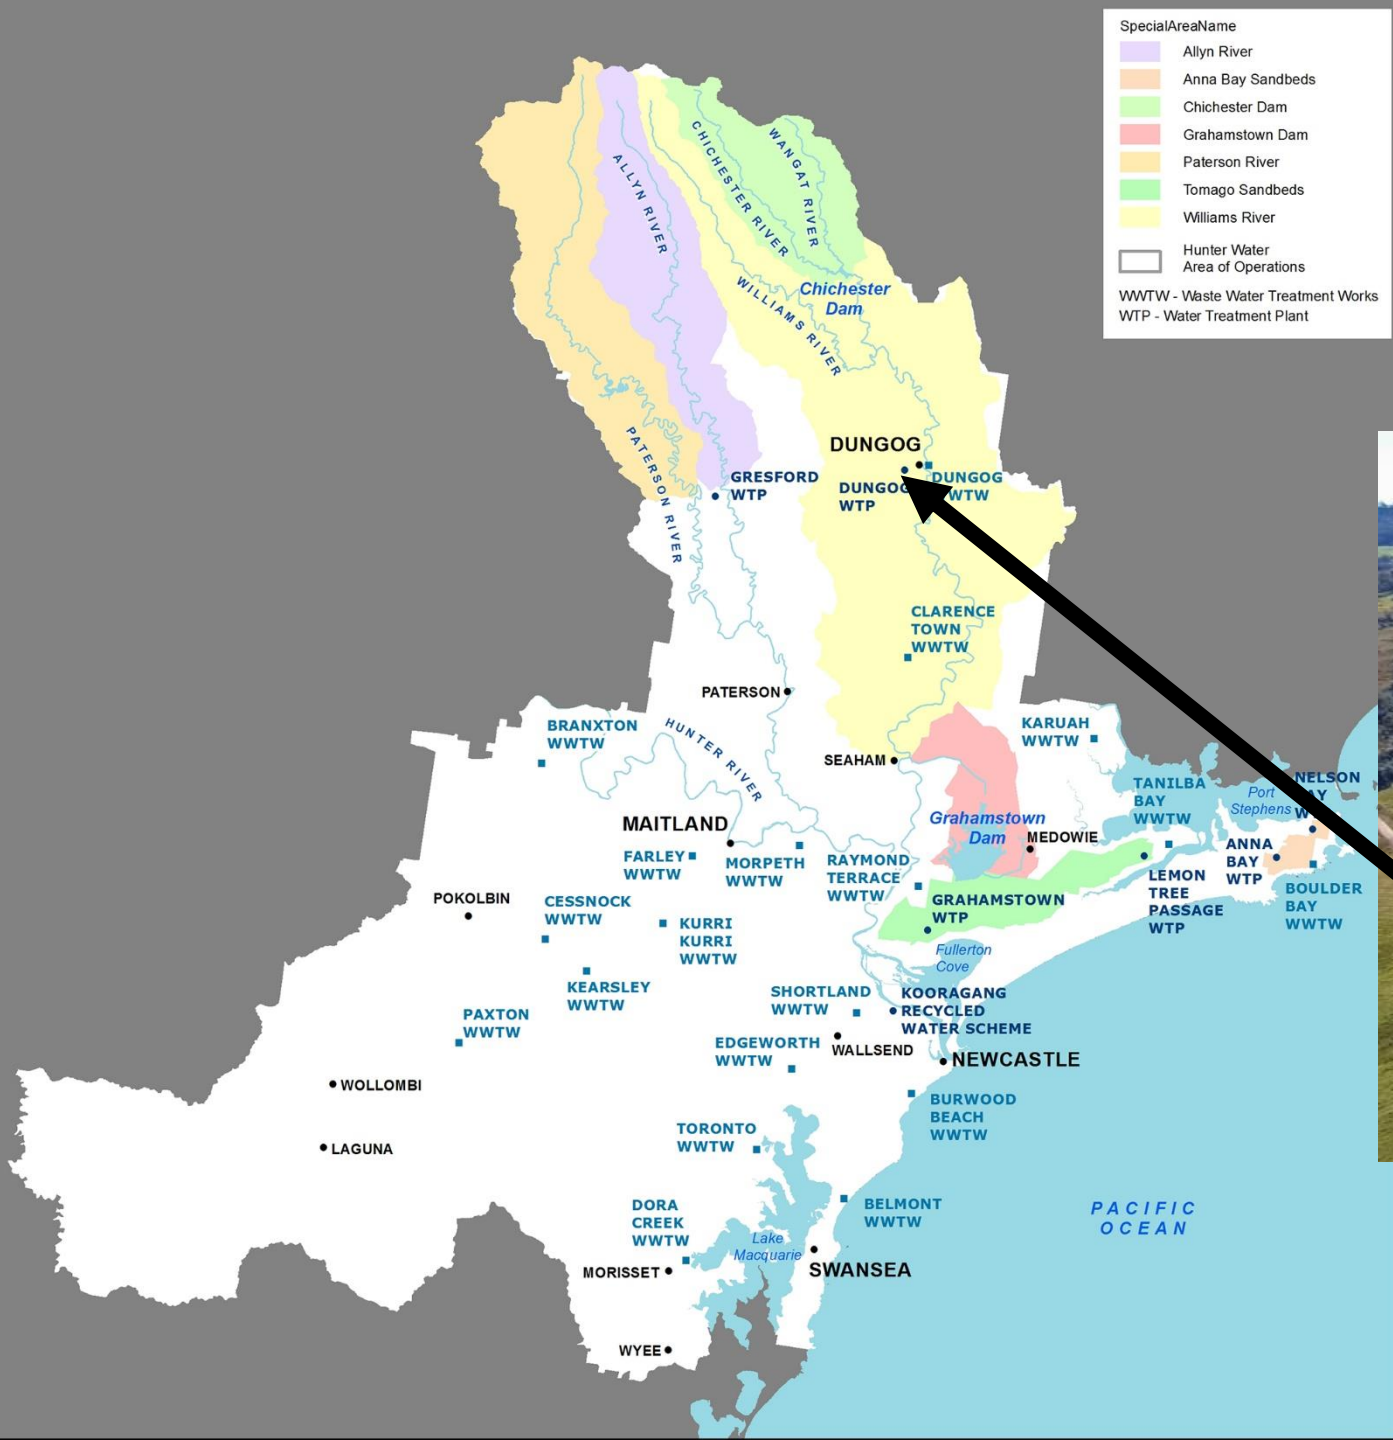 SpecialAreaName
Allyn River
Anna Bay Sandbeds
Chichester Dam
Grahamstown Dam
Paterson River
Tomago Sandbeds
Williams River
Hunter Water
Area of Operations
WWTW - Waste Water Treatment Works
WTP - Water Treatment Plant
ALLYN RIVER
CHICHESTER RIVER
WANGAT RIVER
WILLIAMS RIVER
Chichester
Dam
PATERSON RIVER
DUNGOG
GRESFORD
WTP
DUNGOG
WTP
DUNGOG
WTW
CLARENCE
TOWN
WWTW
PATERSON
BRANXTON
WWTW
HUNTER RIVER
SEAHAM
KARUAH
WWTW
TANILBA
BAY
WWTW
Port
Stephens
NELSON
AY
W
Grahamstown
Dam
MEDOWIE
MAITLAND
FARLEY
WWTW
MORPETH
WWTW
RAYMOND
TERRACE
WWTW
ANNA
BAY
WTP
LEMON
TREE
PASSAGE
WTP
BOULDER
BAY
WWTW
POKOLBIN
CESSNOCK
WWTW
KURRI
KURRI
WWTW
GRAHAMSTOWN
WTP
Fullerton
Cove
KEARSLEY
WWTW
SHORTLAND
WWTW
KOORAGANG
RECYCLED
WATER SCHEME
PAXTON
WWTW
EDGEWORTH
WWTW
WALLSEND
NEWCASTLE
WOLLOMBI
BURWOOD
BEACH
WWTW
LAGUNA
TORONTO
WWTW
DORA
CREEK
WWTW
BELMONT
WWTW
PACIFIC
OCEAN
Lake
Macquarie
MORISSET
SWANSEA
WYEE